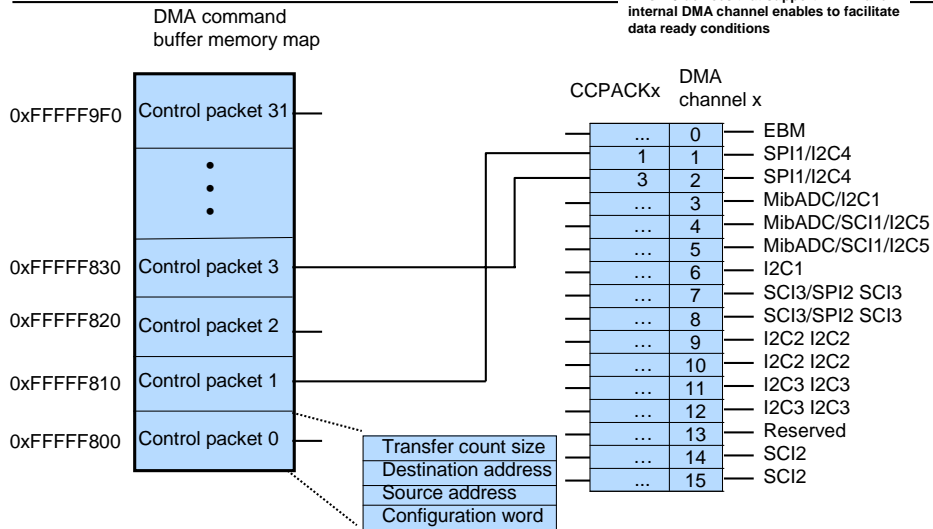 internal DMA channel enables to facilitate
data ready conditions
DMA command
buffer memory map
0xFFFFF9F0 Control packet 31
0xFFFFF830 Control packet 3
0xFFFFF820 Control packet 2
0xFFFFF810 Control packet 1
0xFFFFF800 Control packet 0
Transfer count size
Destination address
Source address
Configuration word
CCPACKx
DMA
channel x
... 0 EBM
1 1 SPI1/I2C4
3 2 SPI1/I2C4
... 3 MibADC/I2C1
... 4 MibADC/SCI1/I2C5
... 5 MibADC/SCI1/I2C5
... 6 I2C1
... 7 SCI3/SPI2 SCI3
... 8 SCI3/SPI2 SCI3
... 9 I2C2 I2C2
... 10 I2C2 I2C2
... 11 I2C3 I2C3
... 12 I2C3 I2C3
... 13 Reserved
... 14 SCI2
... 15 SCI2